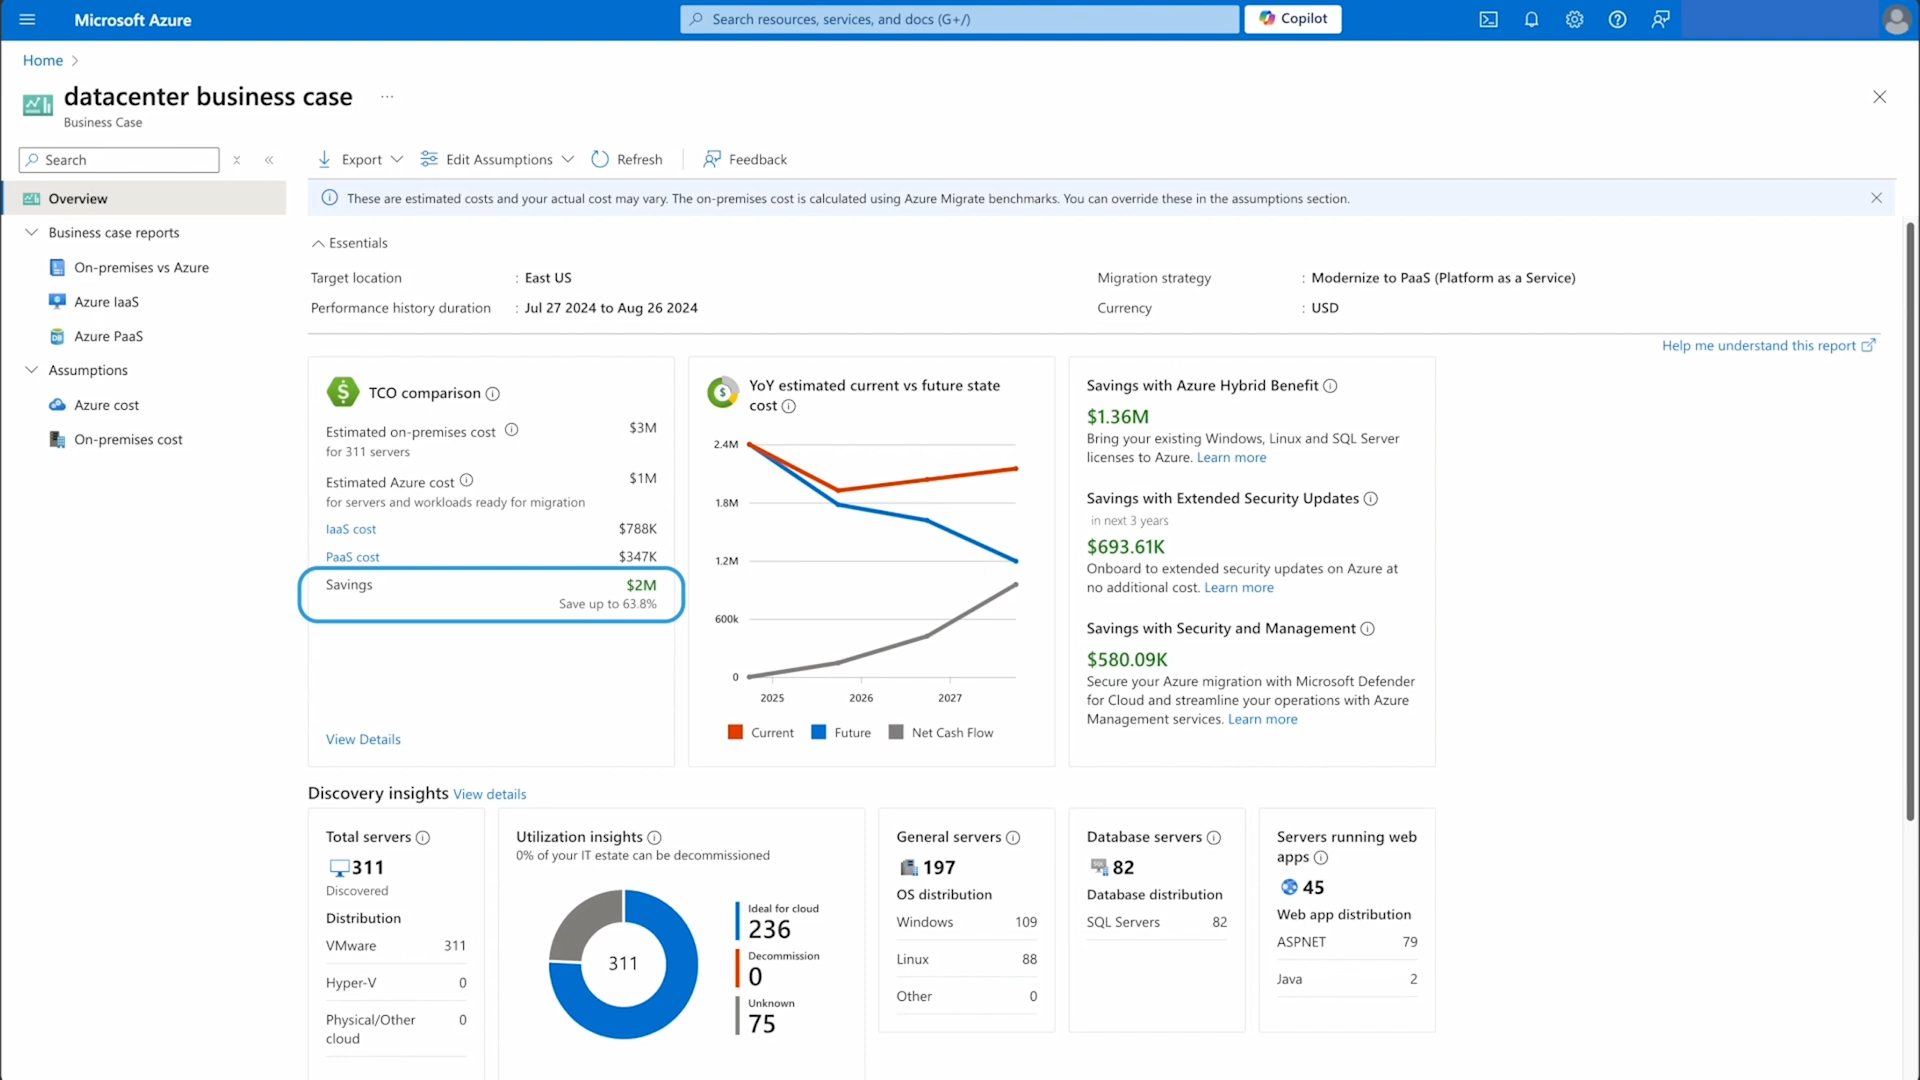 Microsoft Azure
Search resources, services, and docs (G+/)
Copilot
Home
datacenter business case
...
Business Case
Search
Export
Edit Assumptions
Refresh
Feedback
Overview
Business case reports
On-premises vs Azure
Azure IaaS
Azure PaaS
Assumptions
Azure cost
On-premises cost
These are estimated costs and your actual cost may vary. The on-premises cost is calculated using Azure Migrate benchmarks. You can override these in the assumptions section.
Essentials
Target location : East US
Performance history duration : Jul 27 2024 to Aug 26 2024
Migration strategy : Modernize to PaaS (Platform as a Service)
Currency : USD
Help me understand this report
TCO comparison
Estimated on-premises cost $3M
for 311 servers
Estimated Azure cost $1M
for servers and workloads ready for migration
IaaS cost $788K
PaaS cost $347K
Savings $2M
Save up to 63.8%
View Details
YoY estimated current vs future state
cost
2.4M
1.8M
1.2M
600k
0
2025 2026 2027
Current Future Net Cash Flow
Savings with Azure Hybrid Benefit
$1.36M
Bring your existing Windows, Linux and SQL Server
licenses to Azure. Learn more
Savings with Extended Security Updates
in next 3 years
$693.61K
Onboard to extended security updates on Azure at
no additional cost. Learn more
Savings with Security and Management
$580.09K
Secure your Azure migration with Microsoft Defender
for Cloud and streamline your operations with Azure
Management services. Learn more
Discovery insights View details
Total servers
311
Discovered
Distribution
VMware 311
Hyper-V 0
Physical/Other 0
cloud
Utilization insights
0% of your IT estate can be decommissioned
311
Ideal for cloud
236
Decommission
0
Unknown
75
General servers
197
OS distribution
Windows 109
Linux 88
Other 0
Database servers
SQL
82
Database distribution
SQL Servers 82
Servers running web
apps
45
Web app distribution
ASPNET 79
Java 2